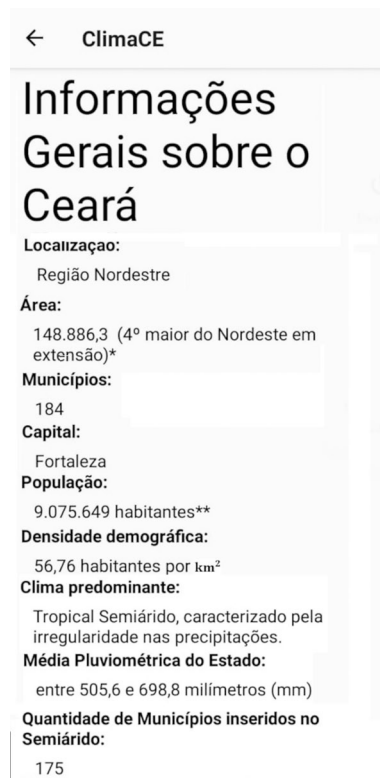 ← ClimaCE
Informações
Gerais sobre o
Ceará
Localização:
Região Nordestre
Área:
148.886,3 (4º maior do Nordeste em
extensão)*
Municípios:
184
Capital:
Fortaleza
População:
9.075.649 habitantes**
Densidade demográfica:
56,76 habitantes por km²
Clima predominante:
Tropical Semiárido, caracterizado pela
irregularidade nas precipitações.
Média Pluviométrica do Estado:
entre 505,6 e 698,8 milímetros (mm)
Quantidade de Municípios inseridos no
Semiárido:
175